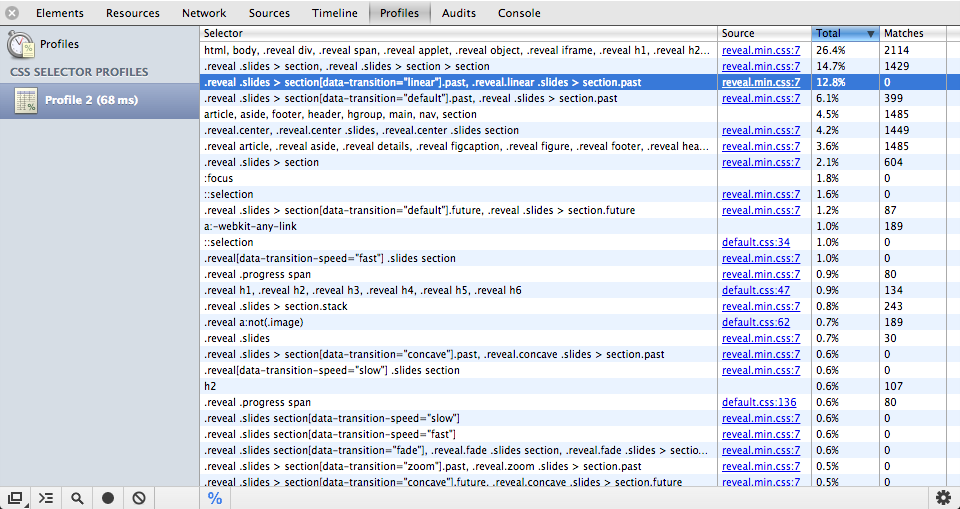 Elements Resources Network Sources Timeline Profiles Audits Console
Profiles
CSS SELECTOR PROFILES
Profile 2 (68 ms)
Selector Source Total Matches
html, body, .reveal div, .reveal span, .reveal applet, .reveal object, .reveal iframe, .reveal h1, .reveal h2... reveal.min.css:7 26.4% 2114
.reveal .slides > section, .reveal .slides > section > section reveal.min.css:7 14.7% 1429
.reveal .slides > section[data-transition="linear"].past, .reveal.linear .slides > section.past reveal.min.css:7 12.8% 0
.reveal .slides > section[data-transition="default"].past, .reveal .slides > section.past reveal.min.css:7 6.1% 399
article, aside, footer, header, hgroup, main, nav, section 4.5% 1485
.reveal.center, .reveal.center .slides, .reveal.center .slides section reveal.min.css:7 4.2% 1449
.reveal article, .reveal aside, .reveal details, .reveal figcaption, .reveal figure, .reveal footer, .reveal hea... reveal.min.css:7 3.6% 1485
.reveal .slides > section reveal.min.css:7 2.1% 604
:focus 1.8% 0
::selection 1.6% 0
.reveal .slides > section[data-transition="default"].future, .reveal .slides > section.future reveal.min.css:7 1.2% 87
a:-webkit-any-link 1.0% 189
::selection default.css:34 1.0% 0
.reveal[data-transition-speed="fast"] .slides section reveal.min.css:7 1.0% 0
.reveal .progress span reveal.min.css:7 0.9% 80
.reveal h1, .reveal h2, .reveal h3, .reveal h4, .reveal h5, .reveal h6 default.css:47 0.9% 134
.reveal .slides > section.stack reveal.min.css:7 0.8% 243
.reveal a:not(.image) default.css:62 0.7% 189
.reveal .slides reveal.min.css:7 0.7% 30
.reveal .slides > section[data-transition="concave"].past, .reveal.concave .slides > section.past reveal.min.css:7 0.6% 0
.reveal[data-transition-speed="slow"] .slides section reveal.min.css:7 0.6% 0
h2 0.6% 107
.reveal .progress span default.css:136 0.6% 80
.reveal .slides section[data-transition-speed="slow"] reveal.min.css:7 0.6% 0
.reveal .slides section[data-transition-speed="fast"] reveal.min.css:7 0.6% 0
.reveal .slides section[data-transition="fade"], .reveal.fade .slides section, .reveal.fade .slides > sectio... reveal.min.css:7 0.6% 0
.reveal .slides > section[data-transition="zoom"].past, .reveal.zoom .slides > section.past reveal.min.css:7 0.5% 0
.reveal .slides > section[data-transition="concave"].future, .reveal.concave .slides > section.future reveal.min.css:7 0.5% 0
%